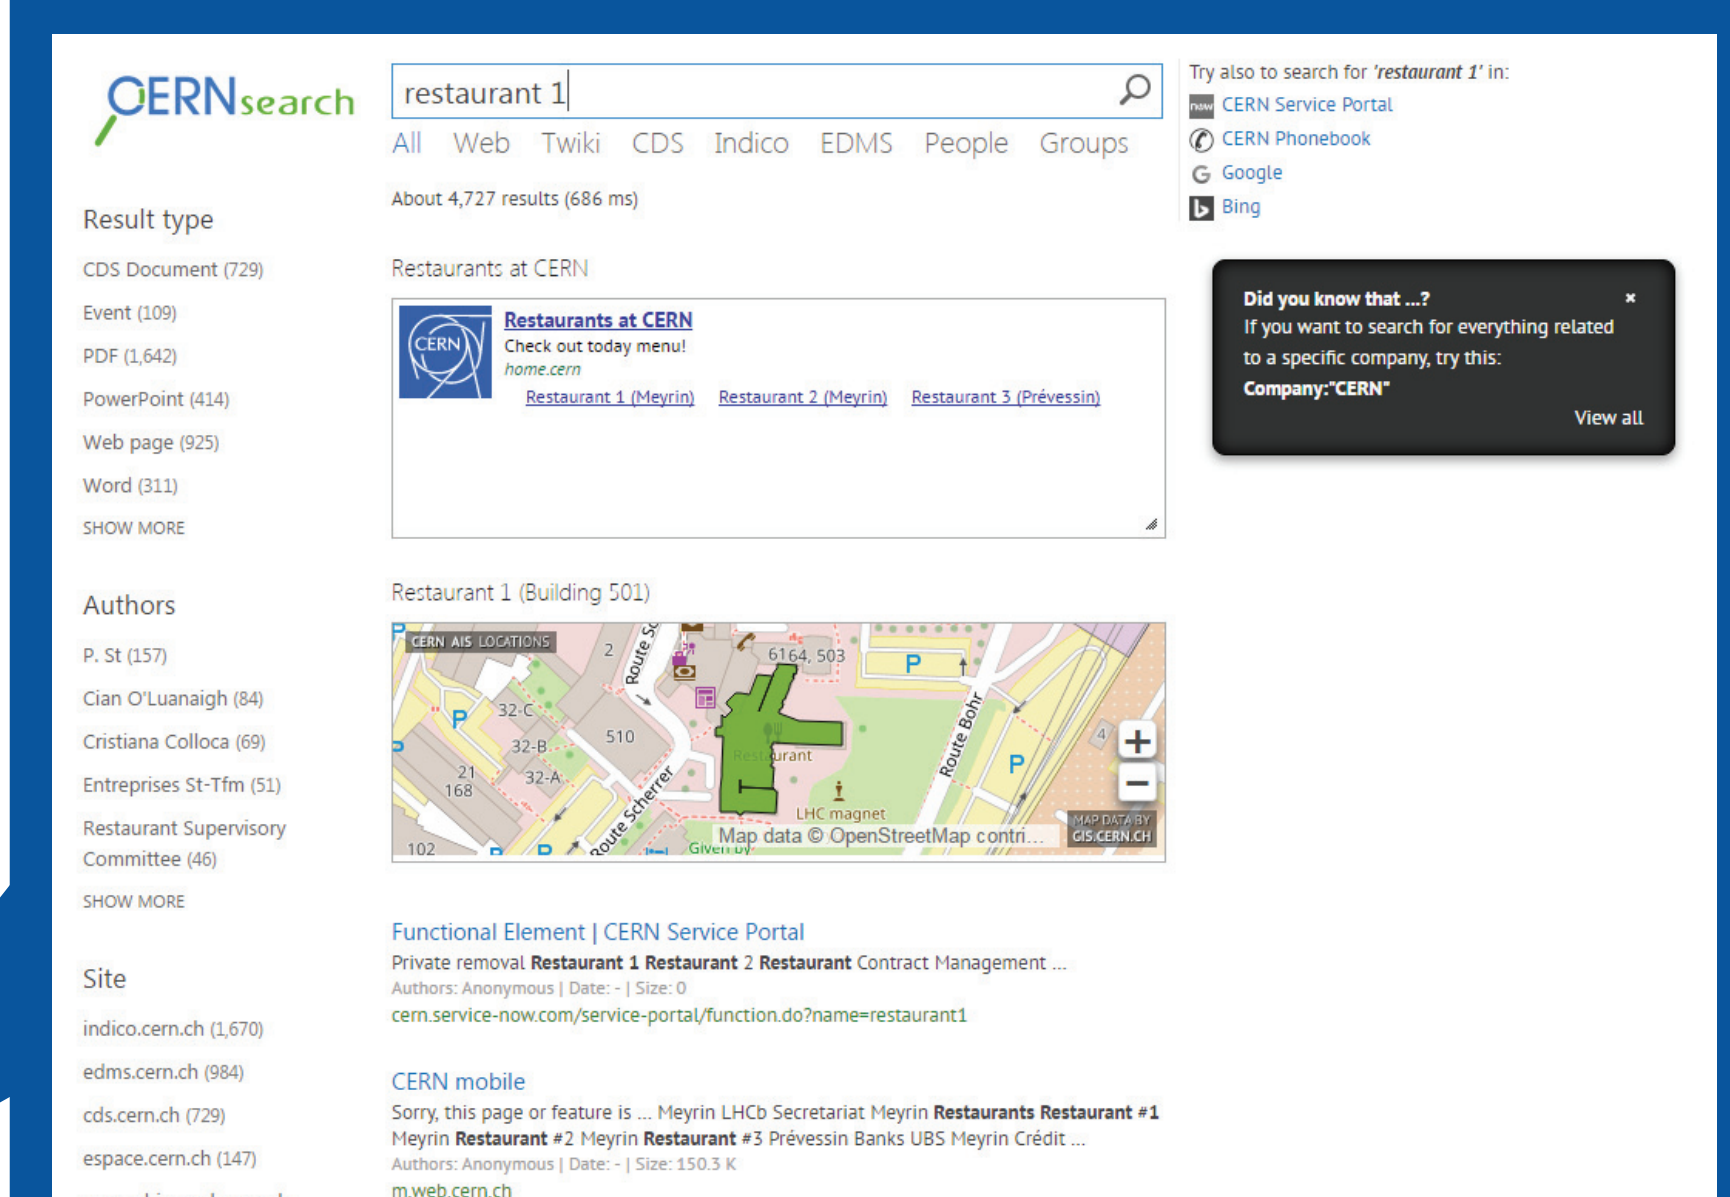 CERNsearch
restaurant 1
All Web Twiki CDS Indico EDMS People Groups
About 4,727 results (686 ms)
Try also to search for 'restaurant 1' in:
now CERN Service Portal
CERN Phonebook
G Google
Bing
Result type
CDS Document (729)
Event (109)
PDF (1,642)
PowerPoint (414)
Web page (925)
Word (311)
SHOW MORE
Authors
P. St (157)
Cian O'Luanaigh (84)
Cristiana Colloca (69)
Entreprises St-Tfm (51)
Restaurant Supervisory
Committee (46)
SHOW MORE
Site
indico.cern.ch (1,670)
edms.cern.ch (984)
cds.cern.ch (729)
espace.cern.ch (147)
Restaurants at CERN
CERN
Restaurants at CERN
Check out today menu!
home.cern
Restaurant 1 (Meyrin) Restaurant 2 (Meyrin) Restaurant 3 (Prévessin)
Did you know that ...? ×
If you want to search for everything related
to a specific company, try this:
Company:"CERN"
View all
Restaurant 1 (Building 501)
P
CERN AIS LOCATIONS
2
Route Sc
6164, 503
P
32-C
P
510
32-B
Route Bohr
4
+
Restaurant
P
21
168
32-A
−
Route Scherrer
LHC magnet
MAP DATA BY
GIS.CERN.CH
Map data © OpenStreetMap contri...
102
P
P
Given by
Functional Element | CERN Service Portal
Private removal Restaurant 1 Restaurant 2 Restaurant Contract Management ...
Authors: Anonymous | Date: - | Size: 0
cern.service-now.com/service-portal/function.do?name=restaurant1
CERN mobile
Sorry, this page or feature is ... Meyrin LHCb Secretariat Meyrin Restaurants Restaurant #1
Meyrin Restaurant #2 Meyrin Restaurant #3 Prévessin Banks UBS Meyrin Crédit ...
Authors: Anonymous | Date: - | Size: 150.3 K
m.web.cern.ch